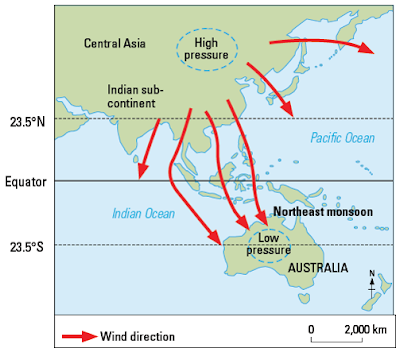 Central Asia
High
pressure
Indian sub-
continent
23.5°N
Pacific Ocean
Equator
Indian Ocean
Northeast monsoon
23.5°S
Low
pressure
AUSTRALIA
N
Wind direction
0 2,000 km